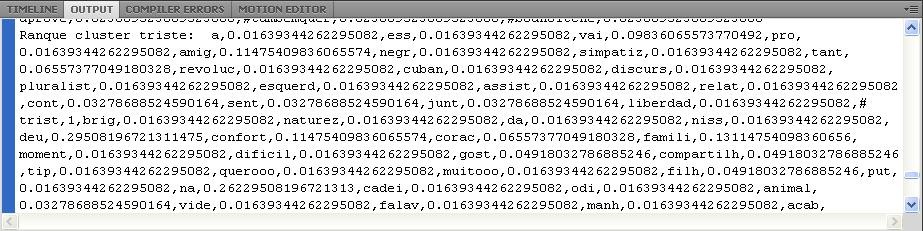 TIMELINE OUTPUT COMPILER ERRORS MOTION EDITOR
Ranque cluster triste:  a,0.01639344262295082,ess,0.01639344262295082,vai,0.09836065573770492,pro,
0.01639344262295082,amig,0.11475409836065574,negr,0.01639344262295082,simpatiz,0.01639344262295082,tant,
0.06557377049180328,revoluc,0.01639344262295082,cuban,0.01639344262295082,discurs,0.01639344262295082,
pluralist,0.01639344262295082,esquerd,0.01639344262295082,assist,0.01639344262295082,relat,0.01639344262295082
,cont,0.03278688524590164,sent,0.03278688524590164,junt,0.03278688524590164,liberdad,0.01639344262295082,#
trist,1,brig,0.01639344262295082,naturez,0.01639344262295082,da,0.01639344262295082,niss,0.01639344262295082,
deu,0.29508196721311475,confort,0.11475409836065574,corac,0.06557377049180328,famili,0.13114754098360656,
moment,0.01639344262295082,dificil,0.01639344262295082,gost,0.04918032786885246,compartilh,0.04918032786885246
,tip,0.01639344262295082,querooo,0.01639344262295082,muitooo,0.01639344262295082,filh,0.04918032786885246,put,
0.01639344262295082,na,0.26229508196721313,cadei,0.01639344262295082,odi,0.01639344262295082,animal,
0.03278688524590164,vide,0.01639344262295082,falav,0.01639344262295082,manh,0.01639344262295082,acab,